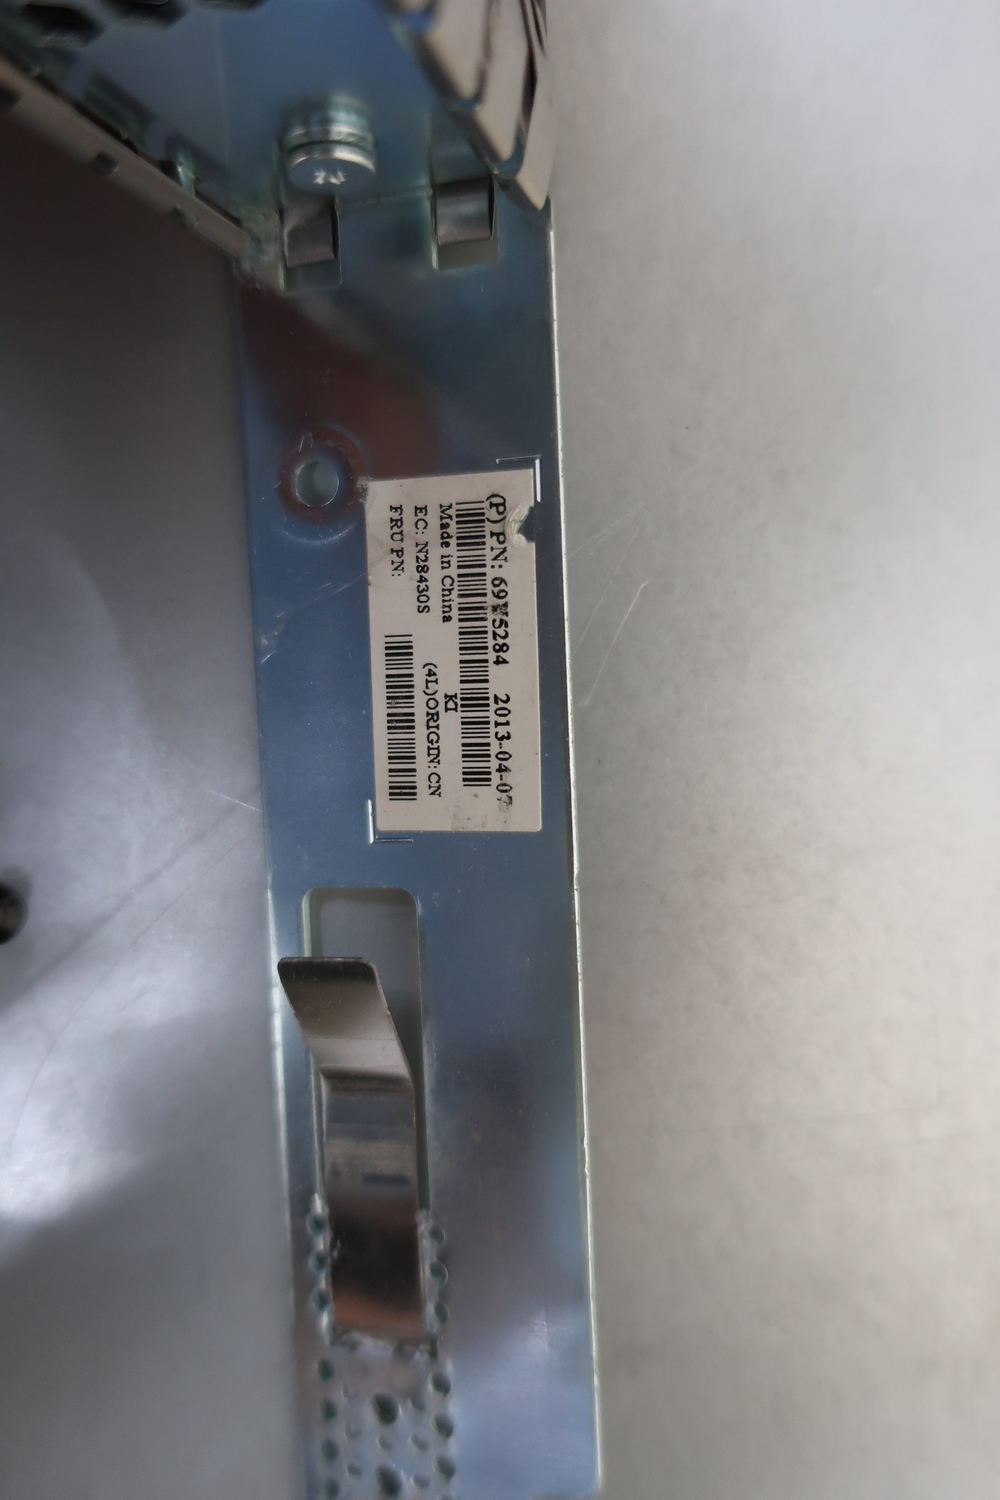 (P) PN: 69Y5284 2013-04-07
Made in China KI
EC: N28430S (4L)ORIGIN: CN
FRU PN: